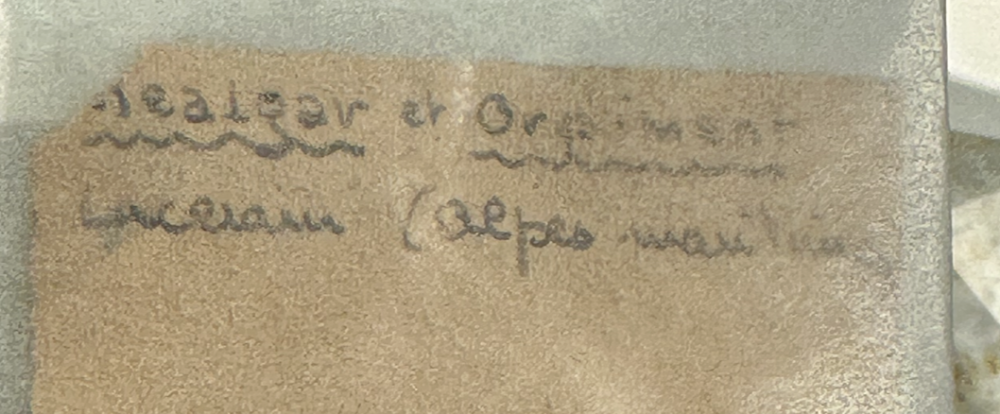 Realgar et Orpiment
Luceram (Alpes maritimes